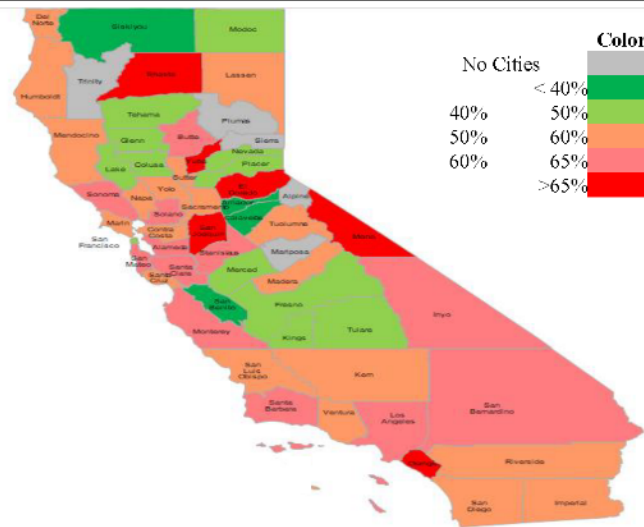 Del Norte
Siskiyou
Modoc
Color
No Cities
< 40%
40% 50%
50% 60%
60% 65%
>65%
Trinity
Shasta
Lassen
Humboldt
Tehama
Plumas
Mendocino
Glenn
Butte
Sierra
Nevada
Lake
Colusa
Yuba
Placer
Sutter
El Dorado
Yolo
Sonoma
Napa
Sacramento
Amador
Alpine
Solano
Calaveras
Marin
Contra Costa
San Joaquin
Tuolumne
Mono
San Francisco
Alameda
Stanislaus
Mariposa
San Mateo
Santa Clara
Merced
Santa Cruz
Madera
San Benito
Fresno
Inyo
Monterey
Kings
Tulare
San Luis Obispo
Kern
San Bernardino
Santa Barbara
Ventura
Los Angeles
Orange
Riverside
San Diego
Imperial